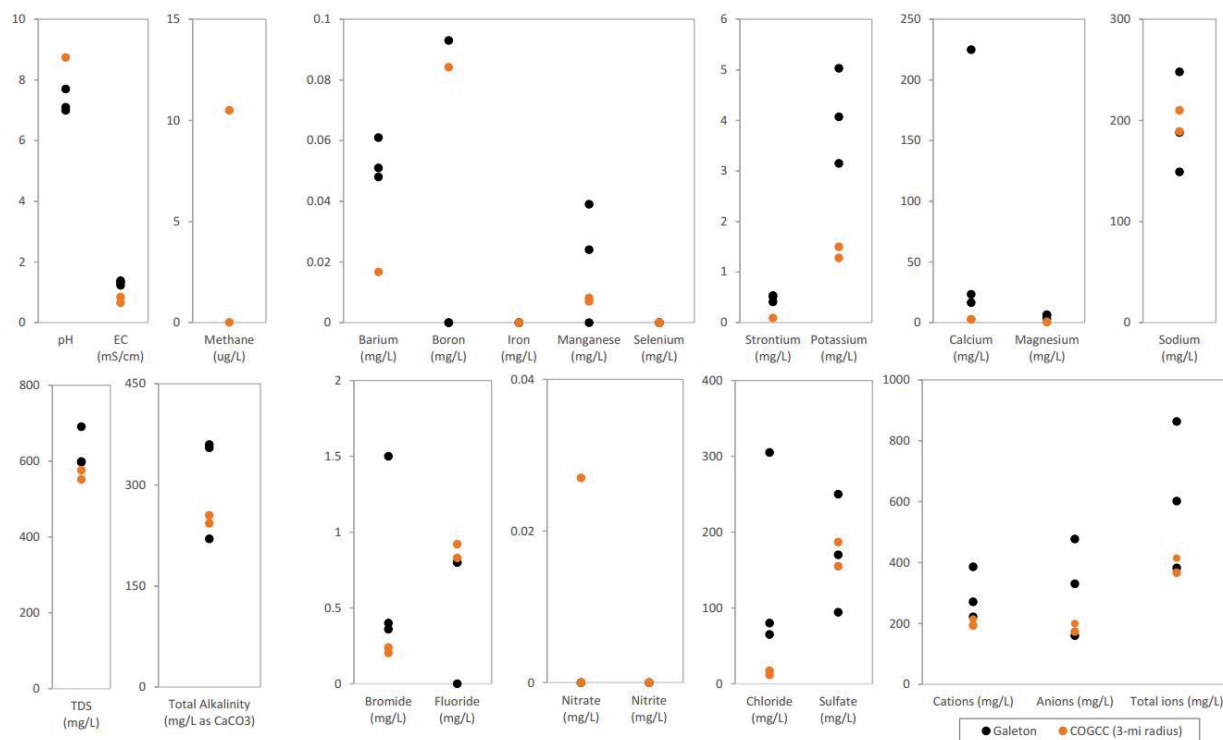 10
8
6
4
2
0
pH
EC
(mS/cm)
15
10
5
0
Methane
(ug/L)
0.1
0.08
0.06
0.04
0.02
0
Barium
(mg/L)
Boron
(mg/L)
Iron
(mg/L)
Manganese
(mg/L)
Selenium
(mg/L)
6
5
4
3
2
1
0
Strontium
(mg/L)
Potassium
(mg/L)
250
200
150
100
50
0
Calcium
(mg/L)
Magnesium
(mg/L)
300
200
100
0
Sodium
(mg/L)
800
600
400
200
0
TDS
(mg/L)
450
300
150
0
Total Alkalinity
(mg/L as CaCO3)
2
1.5
1
0.5
0
Bromide
(mg/L)
Fluoride
(mg/L)
0.04
0.02
0
Nitrate
(mg/L)
Nitrite
(mg/L)
400
300
200
100
0
Chloride
(mg/L)
Sulfate
(mg/L)
1000
800
600
400
200
0
Cations (mg/L)
Anions (mg/L)
Total ions (mg/L)
Galeton
COGCC (3-mi radius)